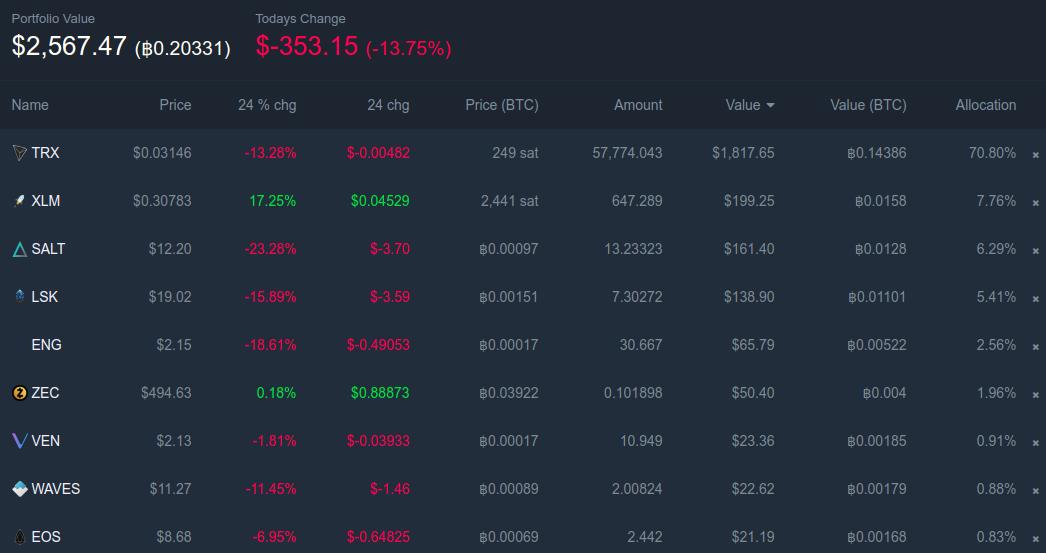 Portfolio Value Todays Change
$2,567.47 (฿0.20331) $-353.15 (-13.75%)
Name Price 24 % chg 24 chg Price (BTC) Amount Value Value (BTC) Allocation
TRX $0.03146 -13.28% $-0.00482 249 sat 57,774.043 $1,817.65 ฿0.14386 70.80% ×
XLM $0.30783 17.25% $0.04529 2,441 sat 647.289 $199.25 ฿0.0158 7.76% ×
SALT $12.20 -23.28% $-3.70 ฿0.00097 13.23323 $161.40 ฿0.0128 6.29% ×
LSK $19.02 -15.89% $-3.59 ฿0.00151 7.30272 $138.90 ฿0.01101 5.41% ×
ENG $2.15 -18.61% $-0.49053 ฿0.00017 30.667 $65.79 ฿0.00522 2.56% ×
ZEC $494.63 0.18% $0.88873 ฿0.03922 0.101898 $50.40 ฿0.004 1.96% ×
VEN $2.13 -1.81% $-0.03933 ฿0.00017 10.949 $23.36 ฿0.00185 0.91% ×
WAVES $11.27 -11.45% $-1.46 ฿0.00089 2.00824 $22.62 ฿0.00179 0.88% ×
EOS $8.68 -6.95% $-0.64825 ฿0.00069 2.442 $21.19 ฿0.00168 0.83% ×